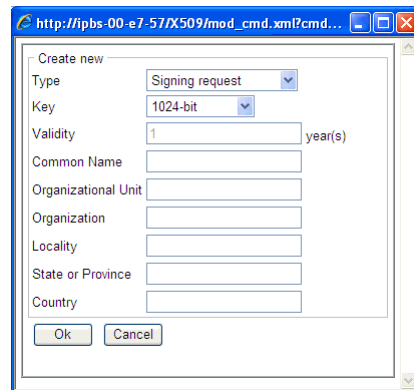 http://ipbs-00-e7-57/X509/mod_cmd.xml?cmd...
Create new
Type Signing request
Key 1024-bit
Validity 1 year(s)
Common Name
Organizational Unit
Organization
Locality
State or Province
Country
Ok Cancel